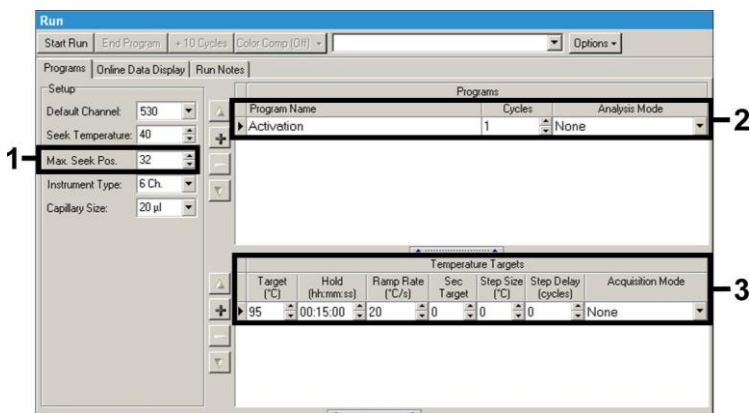 Run
Start Run End Program + 10 Cycles Color Comp (Off) Options
Programs Online Data Display Run Notes
Setup
Default Channel: 530
Seek Temperature: 40
1 Max. Seek Pos. 32
Instrument Type: 6 Ch.
Capillary Size: 20 µl
Programs
Program Name Cycles Analysis Mode
Activation 1 None
2
Temperature Targets
Target (°C) Hold (hh:mm:ss) Ramp Rate (°C/s) Sec Target Step Size (°C) Step Delay (cycles) Acquisition Mode
95 00:15:00 20 0 0 0 None
3